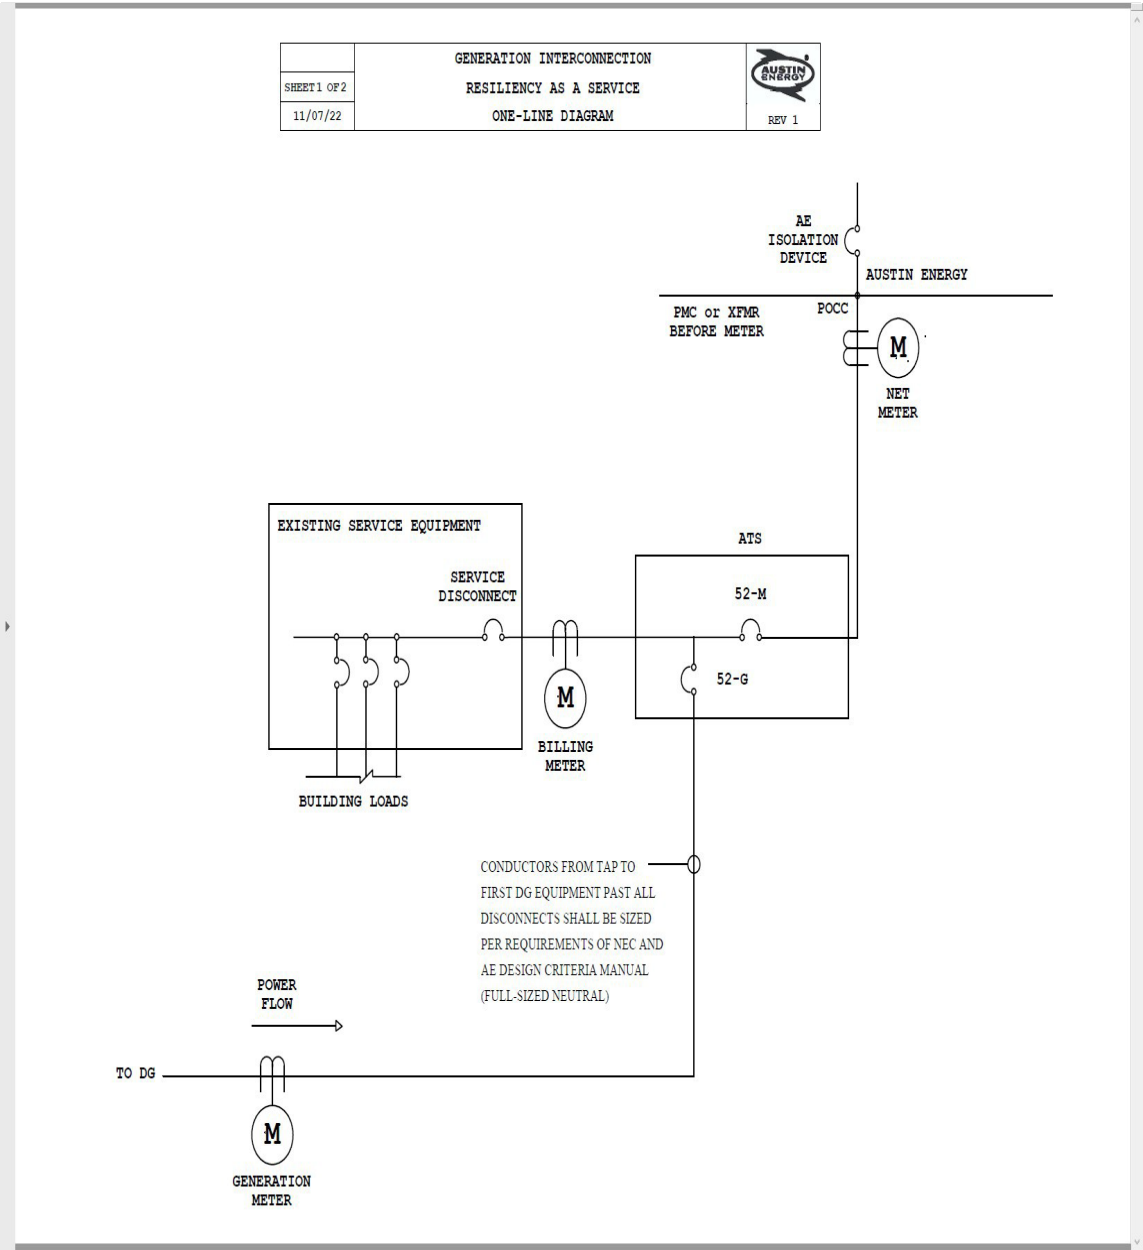 GENERATION INTERCONNECTION
SHEET 1 OF 2
RESILIENCY AS A SERVICE
11/07/22
ONE-LINE DIAGRAM
AUSTIN
ENERGY
REV 1
AE
ISOLATION
DEVICE
AUSTIN ENERGY
PMC or XFMR
BEFORE METER
POCC
M
NET
METER
EXISTING SERVICE EQUIPMENT
SERVICE
DISCONNECT
ATS
52-M
52-G
M
BILLING
METER
BUILDING LOADS
CONDUCTORS FROM TAP TO
FIRST DG EQUIPMENT PAST ALL
DISCONNECTS SHALL BE SIZED
PER REQUIREMENTS OF NEC AND
AE DESIGN CRITERIA MANUAL
(FULL-SIZED NEUTRAL)
POWER
FLOW
TO DG
M
GENERATION
METER